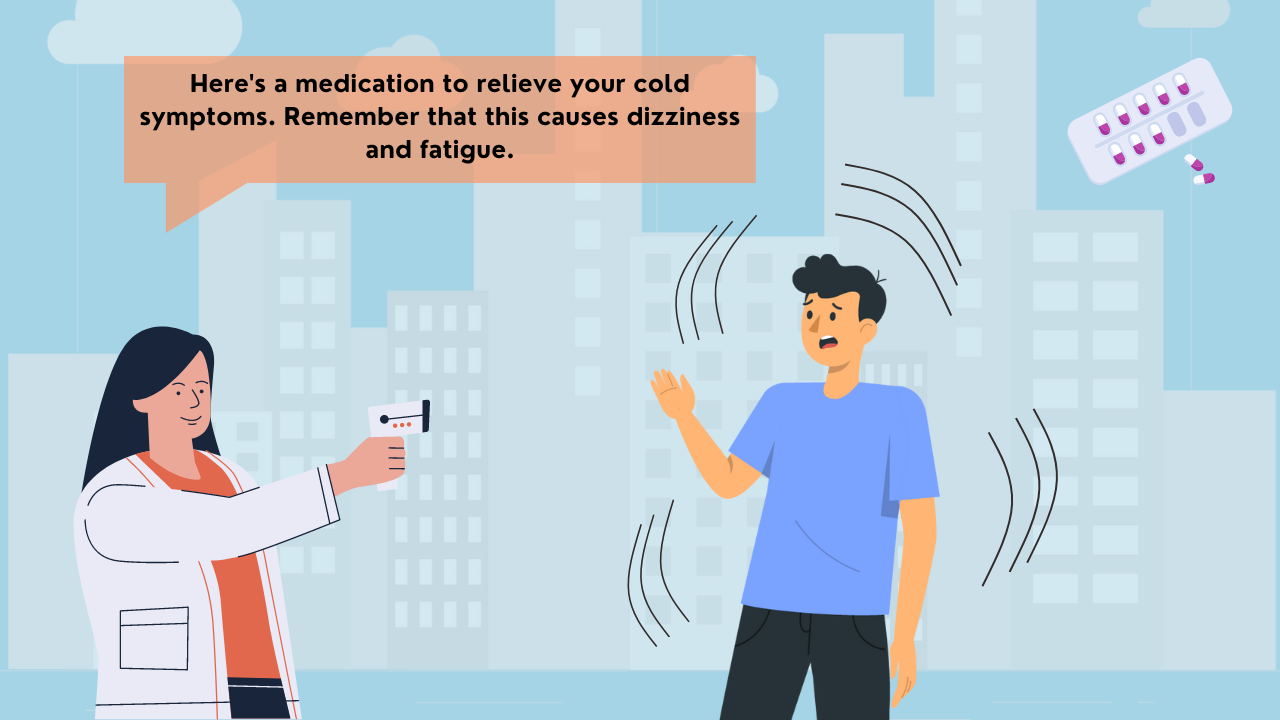 Here's a medication to relieve your cold
symptoms. Remember that this causes dizziness
and fatigue.